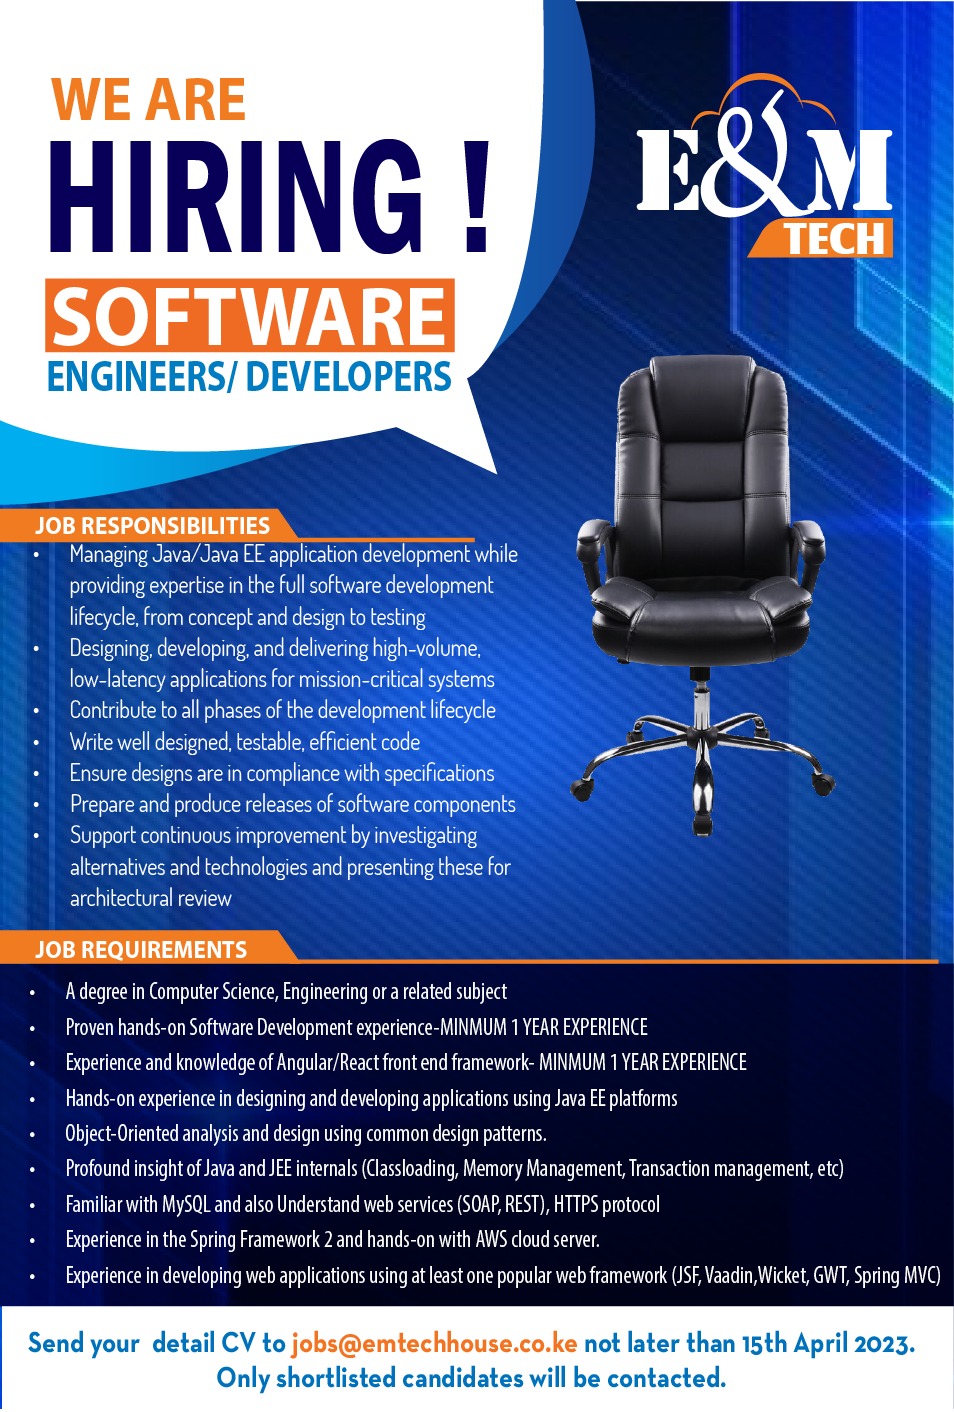 WE ARE
HIRING !
SOFTWARE
ENGINEERS/ DEVELOPERS
E&M
TECH
JOB RESPONSIBILITIES
• Managing Java/Java EE application development while
providing expertise in the full software development
lifecycle, from concept and design to testing
• Designing, developing, and delivering high-volume,
low-latency applications for mission-critical systems
• Contribute to all phases of the development lifecycle
• Write well designed, testable, efficient code
• Ensure designs are in compliance with specifications
• Prepare and produce releases of software components
• Support continuous improvement by investigating
alternatives and technologies and presenting these for
architectural review
JOB REQUIREMENTS
• A degree in Computer Science, Engineering or a related subject
• Proven hands-on Software Development experience-MINMUM 1 YEAR EXPERIENCE
• Experience and knowledge of Angular/React front end framework- MINMUM 1 YEAR EXPERIENCE
• Hands-on experience in designing and developing applications using Java EE platforms
• Object-Oriented analysis and design using common design patterns.
• Profound insight of Java and JEE internals (Classloading, Memory Management, Transaction management, etc)
• Familiar with MySQL and also Understand web services (SOAP, REST), HTTPS protocol
• Experience in the Spring Framework 2 and hands-on with AWS cloud server.
• Experience in developing web applications using at least one popular web framework (JSF, Vaadin,Wicket, GWT, Spring MVC)
Send your detail CV to jobs@emtechhouse.co.ke not later than 15th April 2023.
Only shortlisted candidates will be contacted.